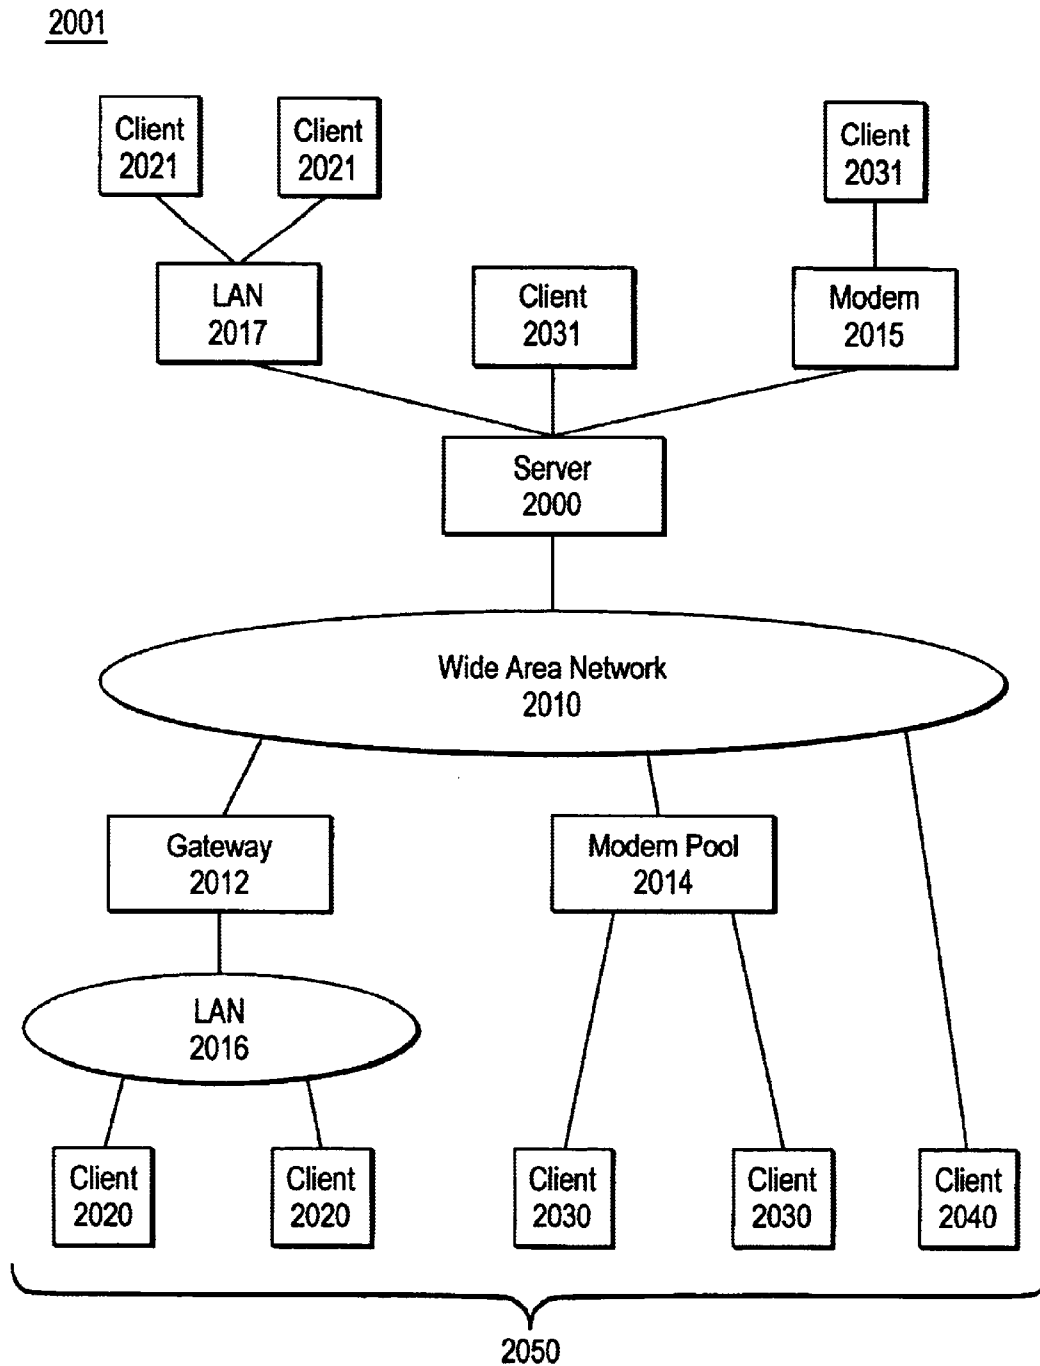 2001
Client
2021
Client
2021
Client
2031
LAN
2017
Client
2031
Modem
2015
Server
2000
Wide Area Network
2010
Gateway
2012
Modem Pool
2014
LAN
2016
Client
2020
Client
2020
Client
2030
Client
2030
Client
2040
2050